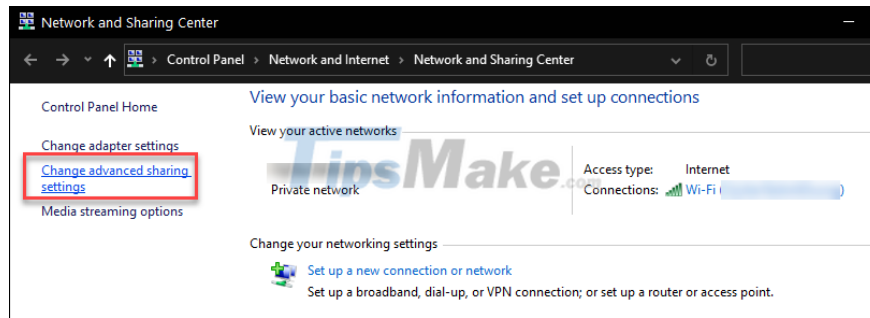 Network and Sharing Center
Control Panel > Network and Internet > Network and Sharing Center
Control Panel Home
Change adapter settings
Change advanced sharing
settings
Media streaming options
View your basic network information and set up connections
View your active networks
Private network
Access type: Internet
Connections: Wi-Fi ( )
TipsMake.com
Change your networking settings
Set up a new connection or network
Set up a broadband, dial-up, or VPN connection; or set up a router or access point.